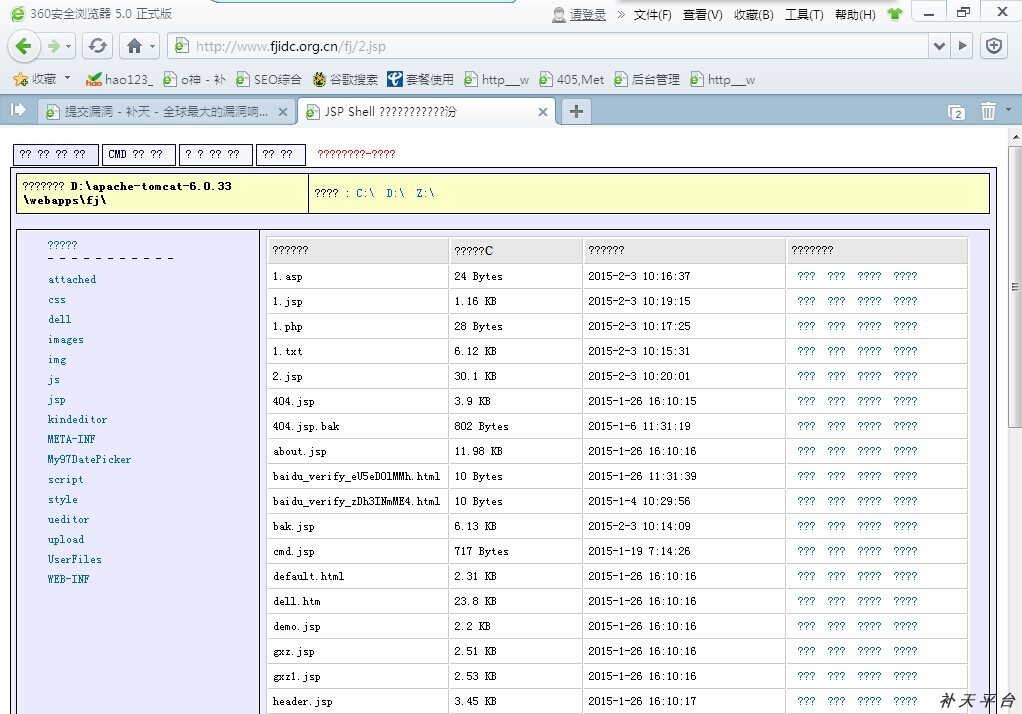 360安全浏览器 5.0 正式版
请登录 » 文件(F) 查看(V) 收藏(B) 工具(T) 帮助(H)
http://www.fjidc.org.cn/fj/2.jsp
收藏 hao123_ o神 - 补 SEO综合 谷歌搜索 套餐使用 http___w 405,Met 后台管理 http___w
提交漏洞 - 补天 - 全球最大的漏洞响... JSP Shell ???????????汾
2
?? ?? ?? ?? CMD ?? ?? ? ? ?? ?? ?? ?? ????????-????
??????? D:\apache-tomcat-6.0.33
\webapps\fj\
???? : C:\ D:\ Z:\
?????
- - - - - - - - - - -
attached
css
dell
images
img
js
jsp
kindeditor
META-INF
My97DatePicker
script
style
ueditor
upload
UserFiles
WEB-INF
?????? ?????C ?????? ???????
1.asp 24 Bytes 2015-2-3 10:16:37 ??? ??? ???? ????
1.jsp 1.16 KB 2015-2-3 10:19:15 ??? ??? ???? ????
1.php 28 Bytes 2015-2-3 10:17:25 ??? ??? ???? ????
1.txt 6.12 KB 2015-2-3 10:15:31 ??? ??? ???? ????
2.jsp 30.1 KB 2015-2-3 10:20:01 ??? ??? ???? ????
404.jsp 3.9 KB 2015-1-26 16:10:15 ??? ??? ???? ????
404.jsp.bak 802 Bytes 2015-1-6 11:31:19 ??? ??? ???? ????
about.jsp 11.98 KB 2015-1-26 16:10:16 ??? ??? ???? ????
baidu_verify_eU5eDOlMMh.html 10 Bytes 2015-1-26 11:31:39 ??? ??? ???? ????
baidu_verify_zDh3INmME4.html 10 Bytes 2015-1-4 10:29:56 ??? ??? ???? ????
bak.jsp 6.13 KB 2015-2-3 10:14:09 ??? ??? ???? ????
cmd.jsp 717 Bytes 2015-1-19 7:14:26 ??? ??? ???? ????
default.html 2.31 KB 2015-1-26 16:10:16 ??? ??? ???? ????
dell.htm 23.8 KB 2015-1-26 16:10:16 ??? ??? ???? ????
demo.jsp 2.2 KB 2015-1-26 16:10:16 ??? ??? ???? ????
gxz.jsp 2.51 KB 2015-1-26 16:10:16 ??? ??? ???? ????
gxz1.jsp 2.53 KB 2015-1-26 16:10:16 ??? ??? ???? ????
header.jsp 3.45 KB 2015-1-26 16:10:17 ??? ??? ???? ????
补天平台